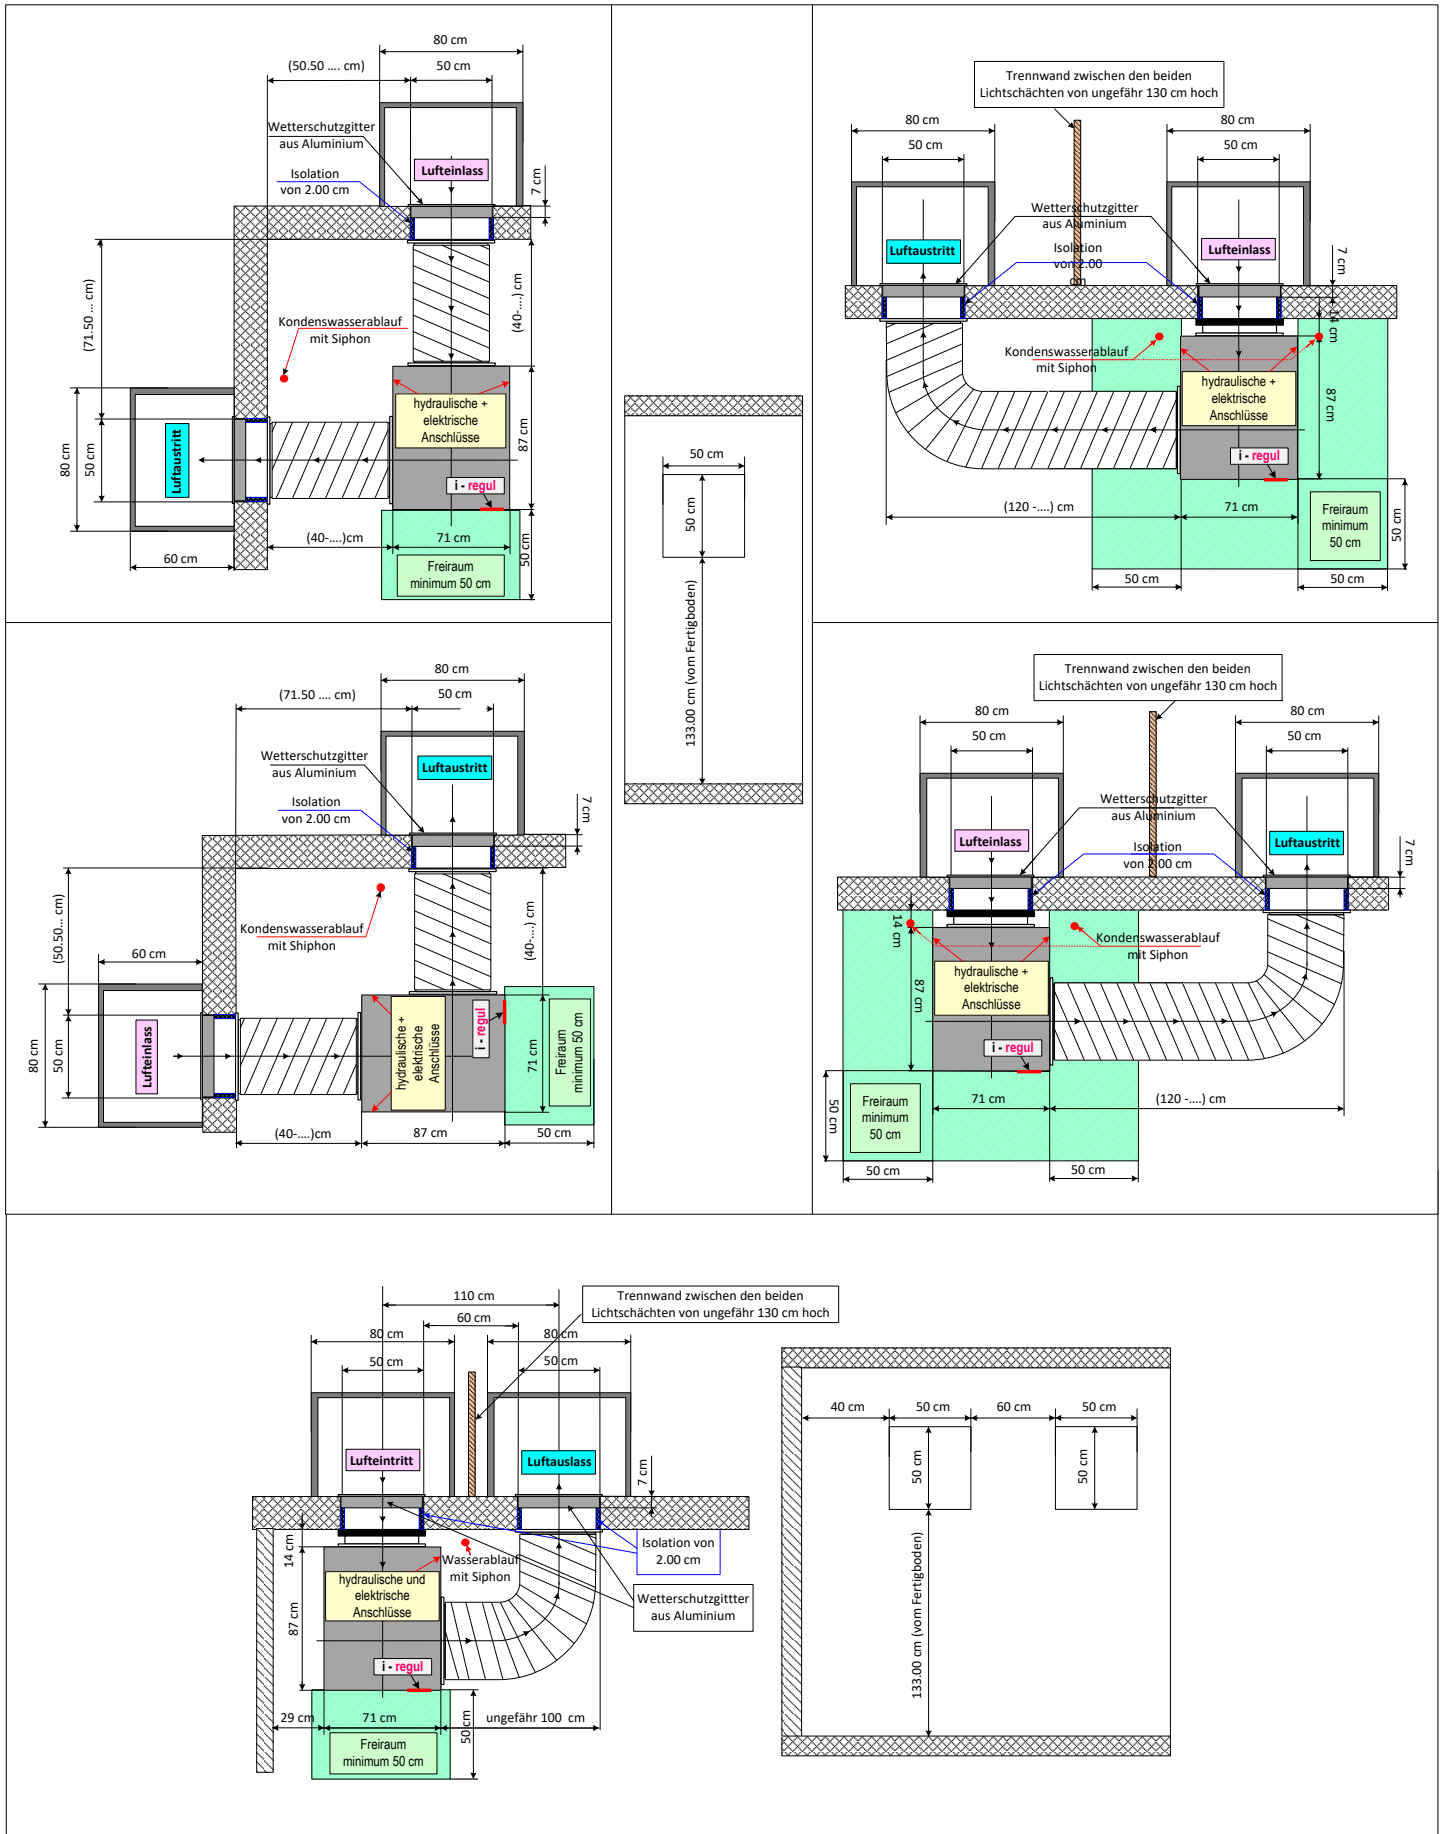 80 cm
(50.50 .... cm)
50 cm
Wetterschutzgitter
aus Aluminium
Lufteinlass
Isolation
von 2.00 cm
7 cm
(71.50 ... cm)
(40-....) cm
Kondenswasserablauf
mit Siphon
hydraulische +
elektrische
Anschlüsse
87 cm
80 cm
50 cm
Luftaustritt
i - regul
60 cm
(40-....)cm
71 cm
50 cm
Freiraum
minimum 50 cm
50 cm
50 cm
133.00 cm (vom Fertigboden)
Trennwand zwischen den beiden
Lichtschächten von ungefähr 130 cm hoch
80 cm
80 cm
50 cm
50 cm
Wetterschutzgitter
aus Aluminium
Luftaustritt
Lufteinlass
Isolation
von 2.00
cm
7 cm
14 cm
Kondenswasserablauf
mit Siphon
hydraulische +
elektrische
Anschlüsse
87 cm
i - regul
(120 -....) cm
71 cm
Freiraum
minimum
50 cm
50 cm
50 cm
50 cm
80 cm
(71.50 .... cm)
50 cm
Wetterschutzgitter
aus Aluminium
Luftaustritt
Isolation
von 2.00 cm
7 cm
(50.50... cm)
Kondenswasserablauf
mit Shiphon
(40-....) cm
60 cm
80 cm
50 cm
Lufteinlass
hydraulische +
elektrische
Anschlüsse
i - regul
71 cm
Freiraum
minimum 50 cm
(40-....)cm
87 cm
50 cm
Trennwand zwischen den beiden
Lichtschächten von ungefähr 130 cm hoch
80 cm
80 cm
50 cm
50 cm
Wetterschutzgitter
aus Aluminium
Lufteinlass
Luftaustritt
Isolation
von 2.00 cm
7 cm
14 cm
Kondenswasserablauf
mit Siphon
hydraulische +
elektrische
Anschlüsse
87 cm
i - regul
Freiraum
minimum
50 cm
71 cm
(120 -....) cm
50 cm
50 cm
50 cm
110 cm
Trennwand zwischen den beiden
Lichtschächten von ungefähr 130 cm hoch
60 cm
80 cm
80 cm
50 cm
50 cm
Lufteintritt
Luftauslass
7 cm
14 cm
Isolation von
2.00 cm
Wasserablauf
mit Siphon
hydraulische und
elektrische
Anschlüsse
Wetterschutzgittter
aus Aluminium
87 cm
i - regul
29 cm
71 cm
ungefähr 100 cm
50 cm
Freiraum
minimum 50 cm
40 cm
50 cm
60 cm
50 cm
50 cm
50 cm
133.00 cm (vom Fertigboden)